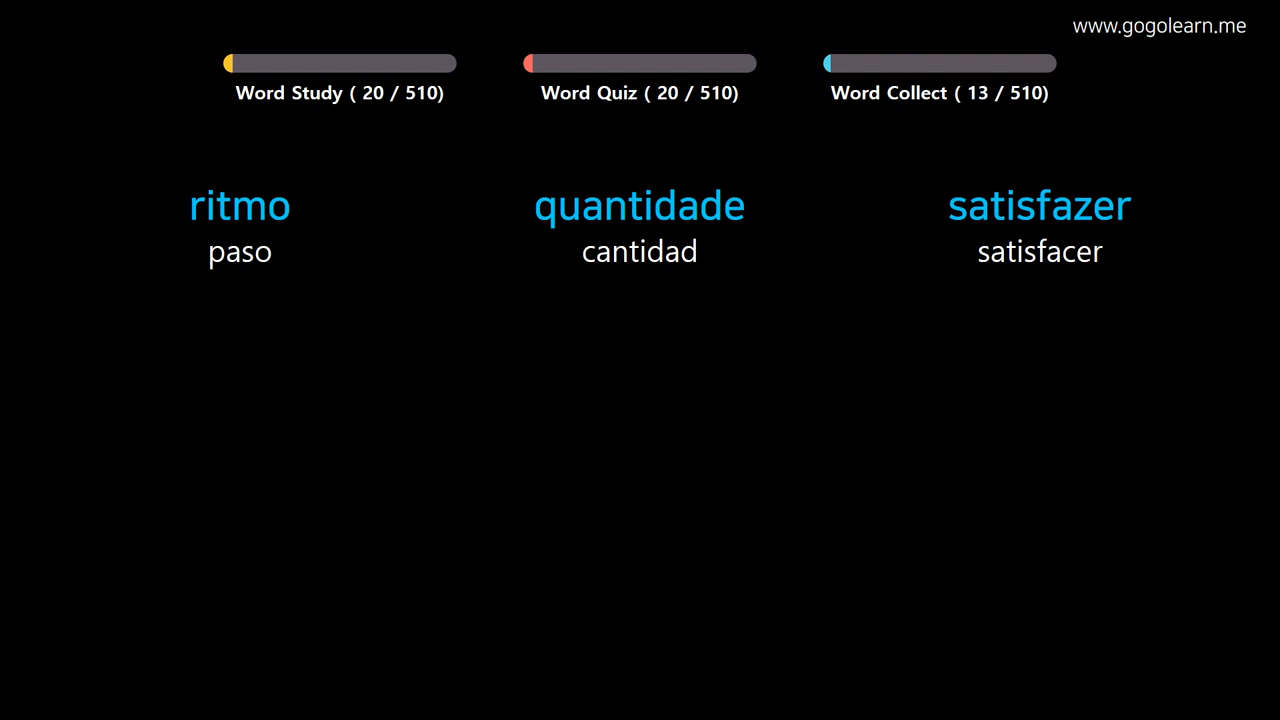 www.gogolearn.me
Word Study ( 20 / 510)
Word Quiz ( 20 / 510)
Word Collect ( 13 / 510)
ritmo
paso
quantidade
cantidad
satisfazer
satisfacer